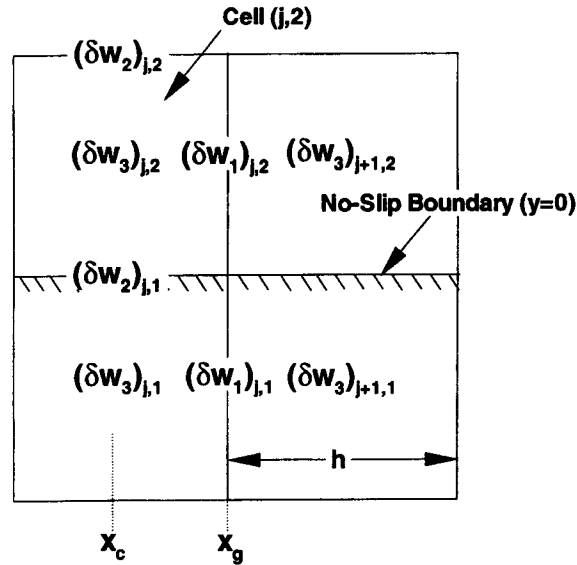 Cell (j,2)
(δw₂)j,2
(δw₃)j,2 (δw₁)j,2 (δw₃)j+1,2
No-Slip Boundary (y=0)
(δw₂)j,1
(δw₃)j,1 (δw₁)j,1 (δw₃)j+1,1
h
Xc Xg